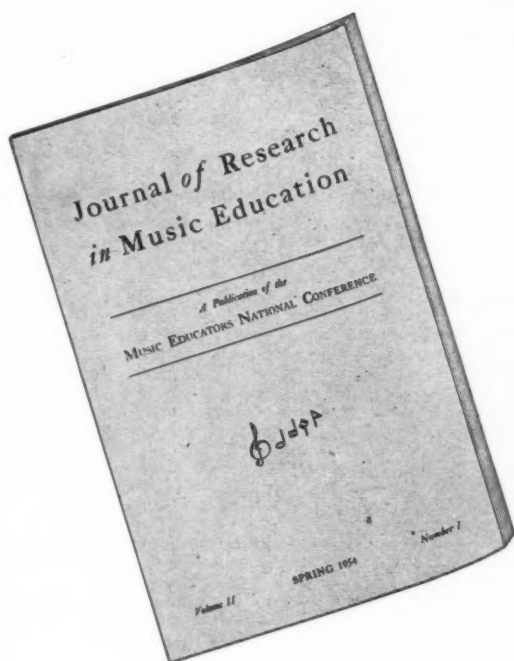 Journal of Research
in Music Education
A Publication of the
MUSIC EDUCATORS NATIONAL CONFERENCE
Volume II
SPRING 1954
Number 1